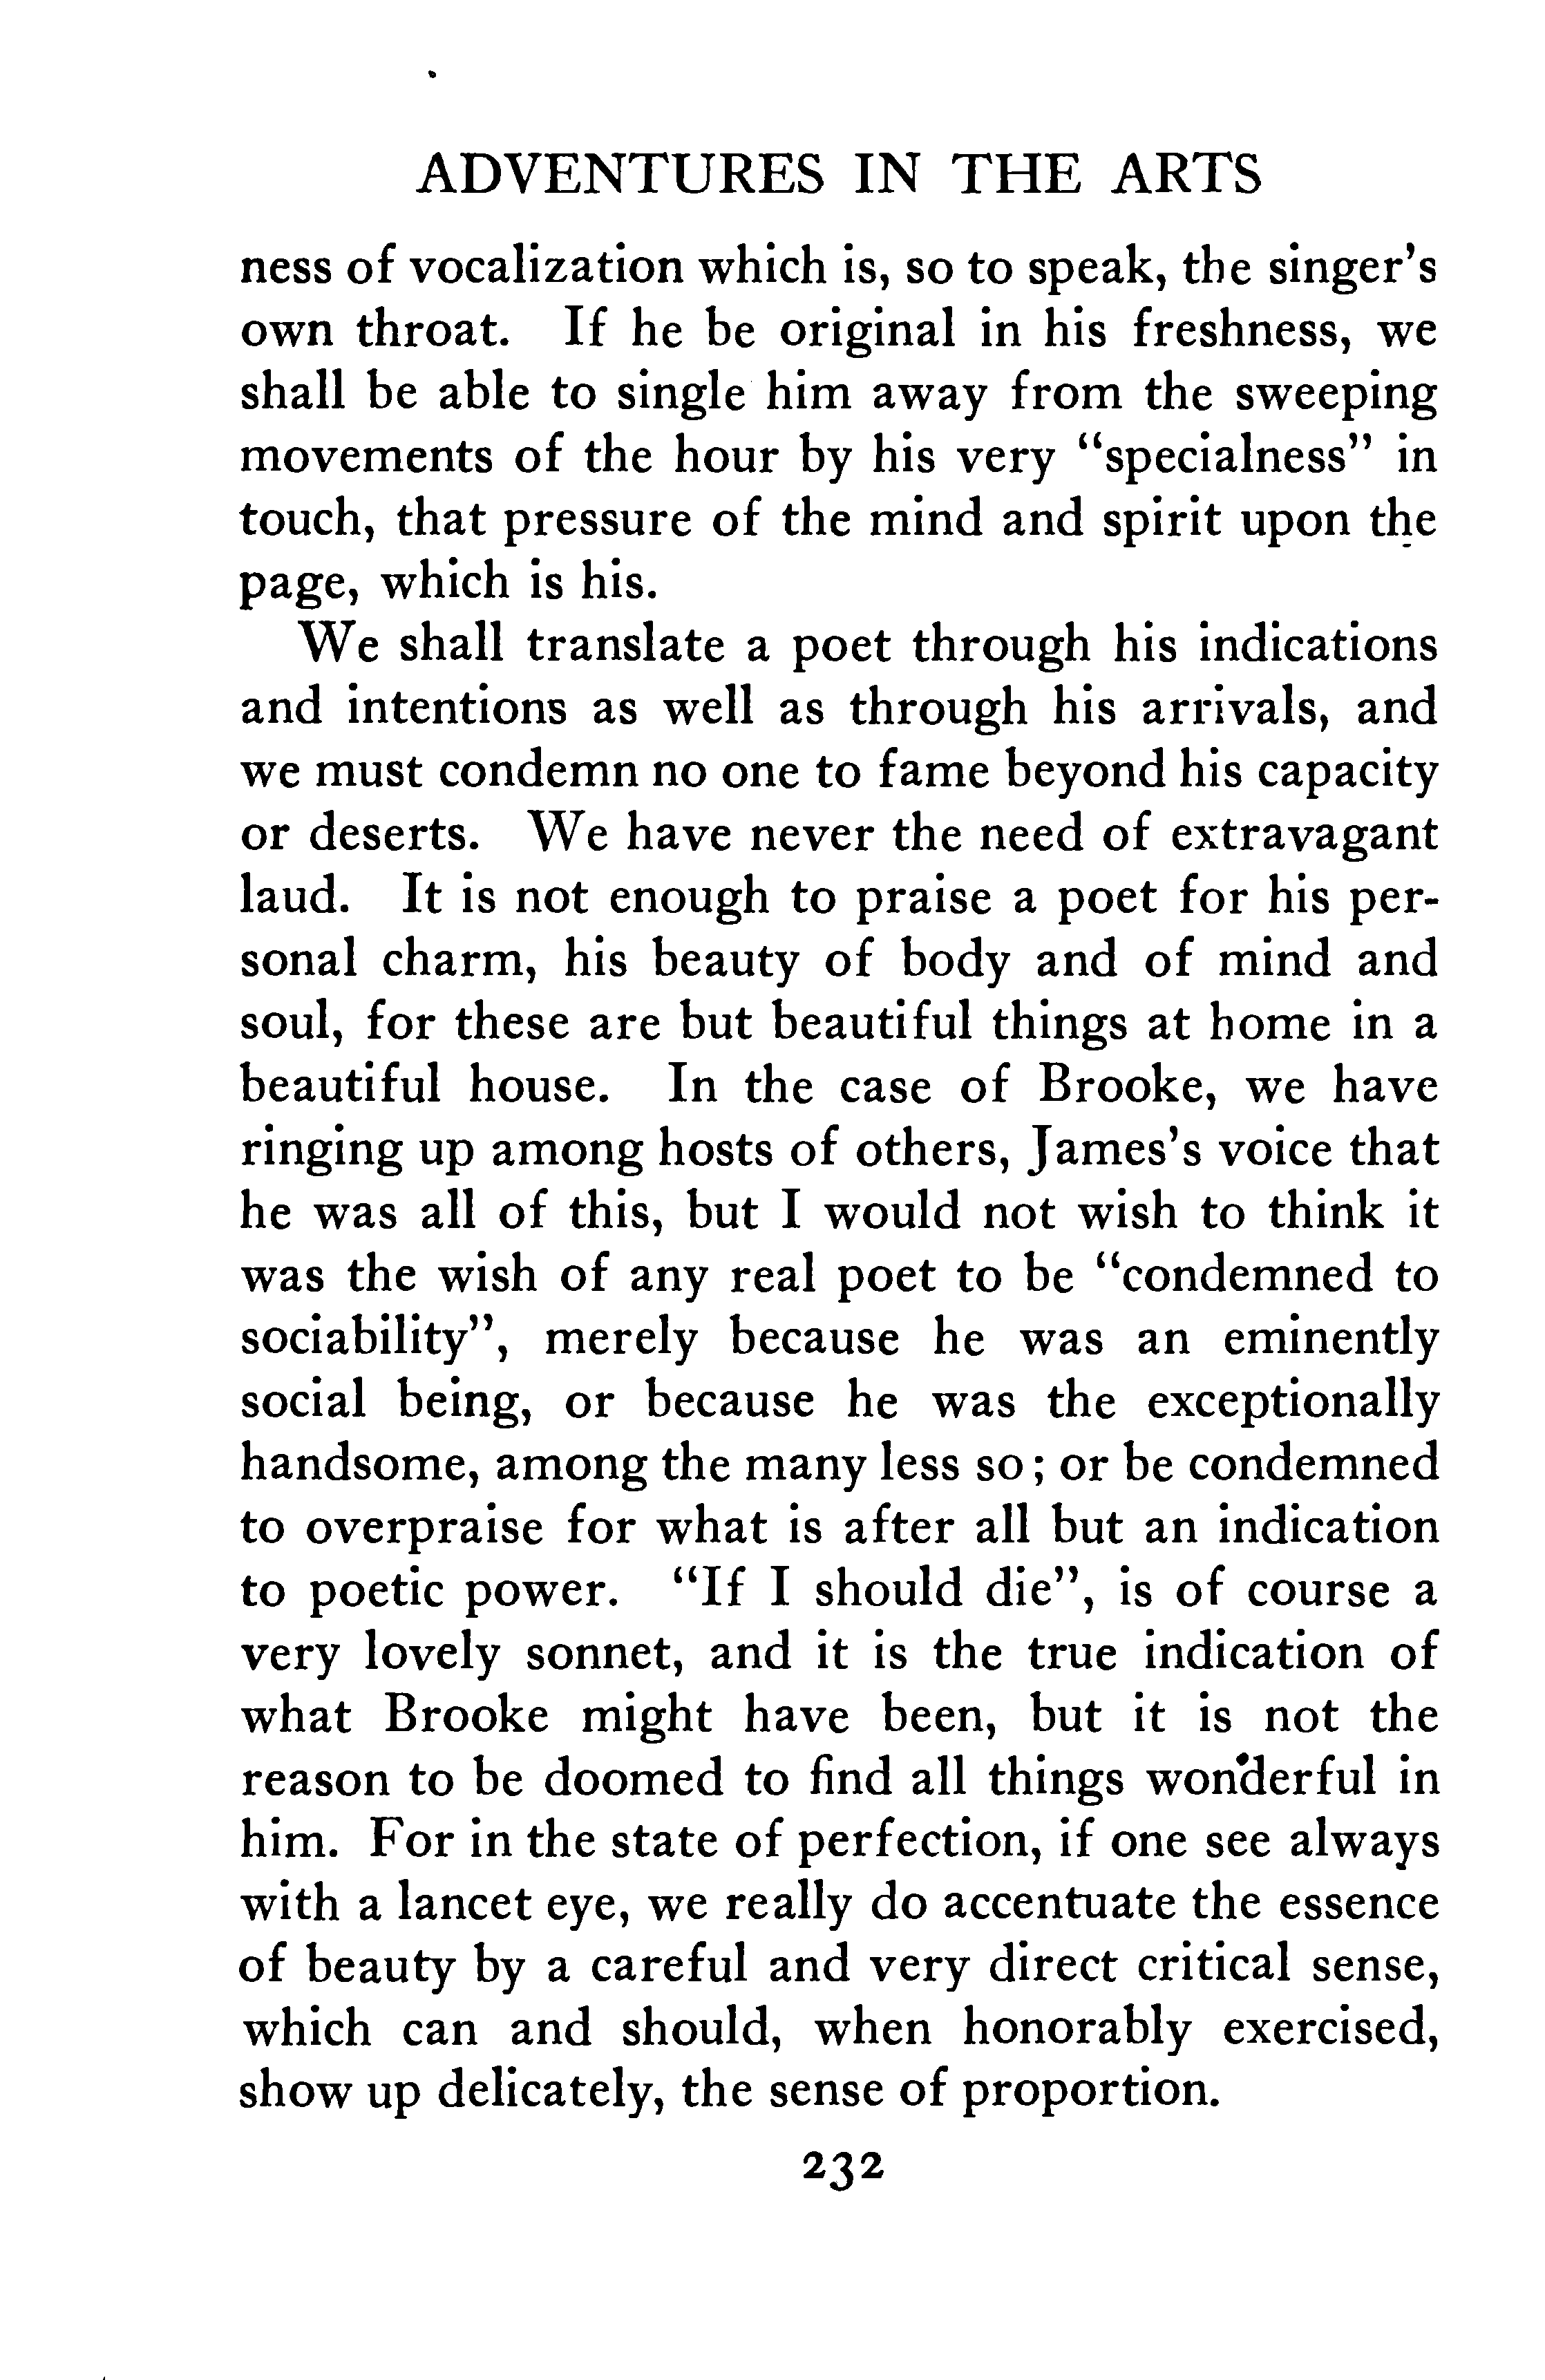 ADVENTURES IN THE ARTS
ness of vocalization which is, so to speak, the singer's
own throat. If he be original in his freshness, we
shall be able to single him away from the sweeping
movements of the hour by his very "specialness" in
touch, that pressure of the mind and spirit upon the
page, which is his.
We shall translate a poet through his indications
and intentions as well as through his arrivals, and
we must condemn no one to fame beyond his capacity
or deserts. We have never the need of extravagant
laud. It is not enough to praise a poet for his per-
sonal charm, his beauty of body and of mind and
soul, for these are but beautiful things at home in a
beautiful house. In the case of Brooke, we have
ringing up among hosts of others, James's voice that
he was all of this, but I would not wish to think it
was the wish of any real poet to be "condemned to
sociability", merely because he was an eminently
social being, or because he was the exceptionally
handsome, among the many less so; or be condemned
to overpraise for what is after all but an indication
to poetic power. "If I should die", is of course a
very lovely sonnet, and it is the true indication of
what Brooke might have been, but it is not the
reason to be doomed to find all things wonderful in
him. For in the state of perfection, if one see always
with a lancet eye, we really do accentuate the essence
of beauty by a careful and very direct critical sense,
which can and should, when honorably exercised,
show up delicately, the sense of proportion.
232